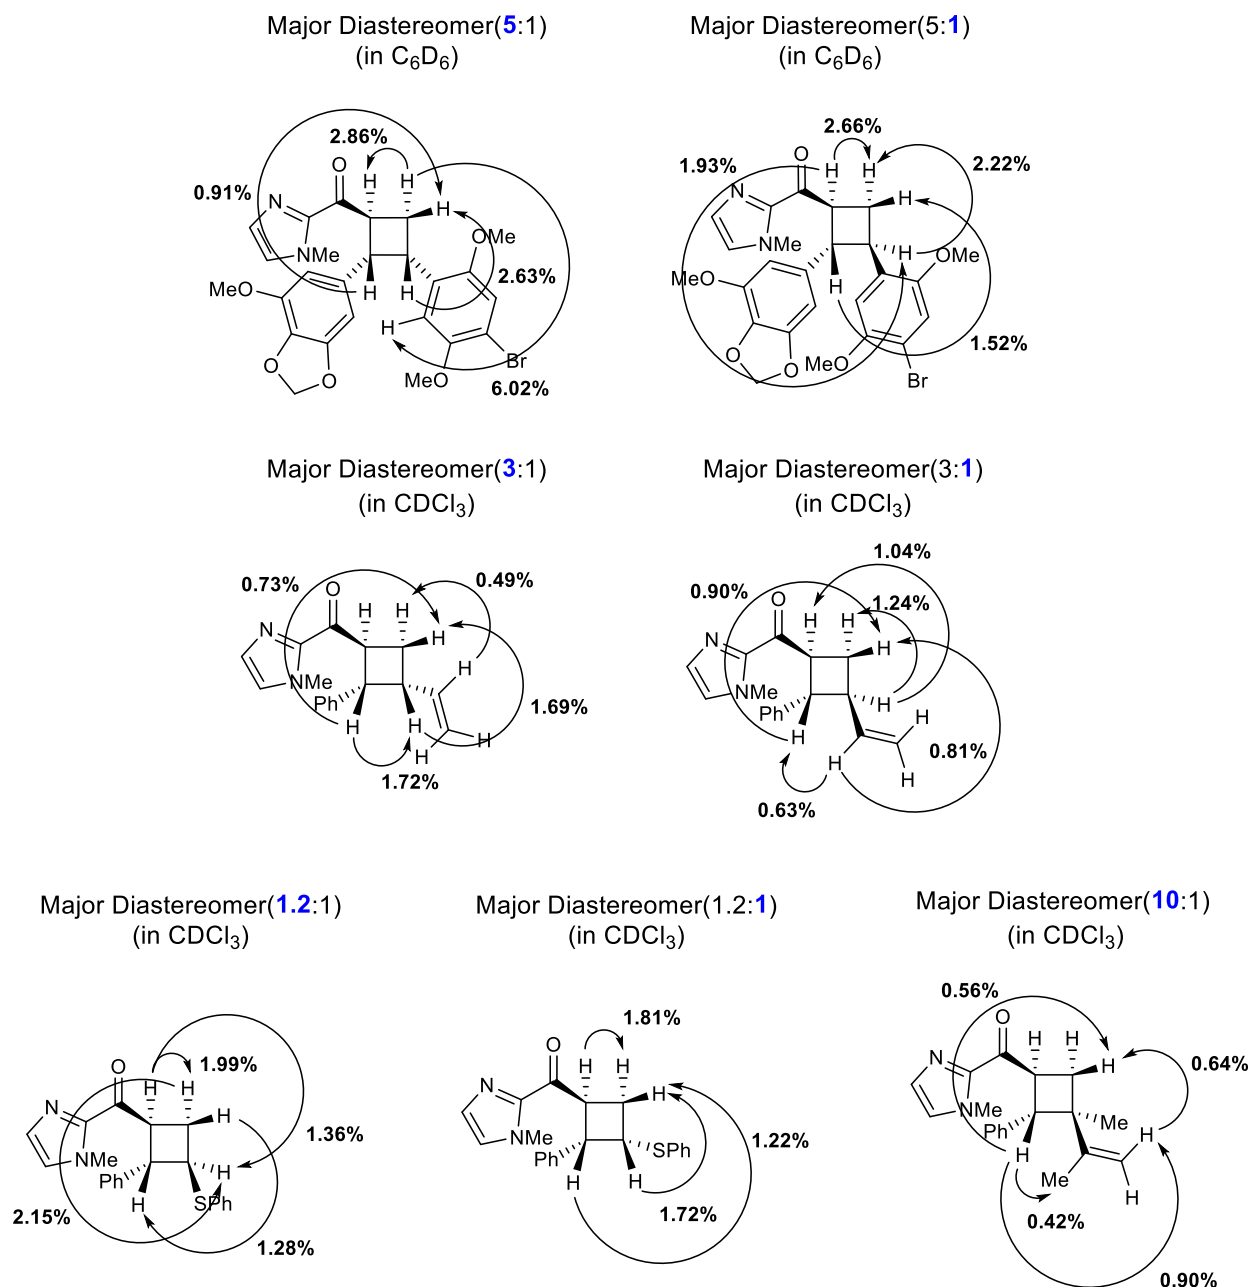 Major Diastereomer(5:1)
(in C6D6)
Major Diastereomer(5:1)
(in C6D6)
2.86%
0.91%
O
H
H
H
N
NMe
OMe
MeO
H
H
H
2.63%
O
O
MeO
Br
6.02%
2.66%
1.93%
O
H
H
2.22%
N
H
NMe
H
OMe
MeO
H
O
O
MeO
Br
1.52%
Major Diastereomer(3:1)
(in CDCl3)
Major Diastereomer(3:1)
(in CDCl3)
0.73%
0.49%
O
H
H
H
N
H
NMe
Ph
H
H
H
H
1.69%
1.72%
1.04%
0.90%
1.24%
O
H
H
H
N
NMe
Ph
H
H
H
H
H
0.81%
0.63%
Major Diastereomer(1.2:1)
(in CDCl3)
Major Diastereomer(1.2:1)
(in CDCl3)
Major Diastereomer(10:1)
(in CDCl3)
1.99%
O
H
H
N
H
1.36%
NMe
Ph
H
H
SPh
2.15%
1.28%
1.81%
O
H
H
N
H
NMe
Ph
SPh
H
H
1.22%
1.72%
0.56%
O
H
H
H
0.64%
N
NMe
Ph
Me
H
H
Me
H
0.42%
0.90%